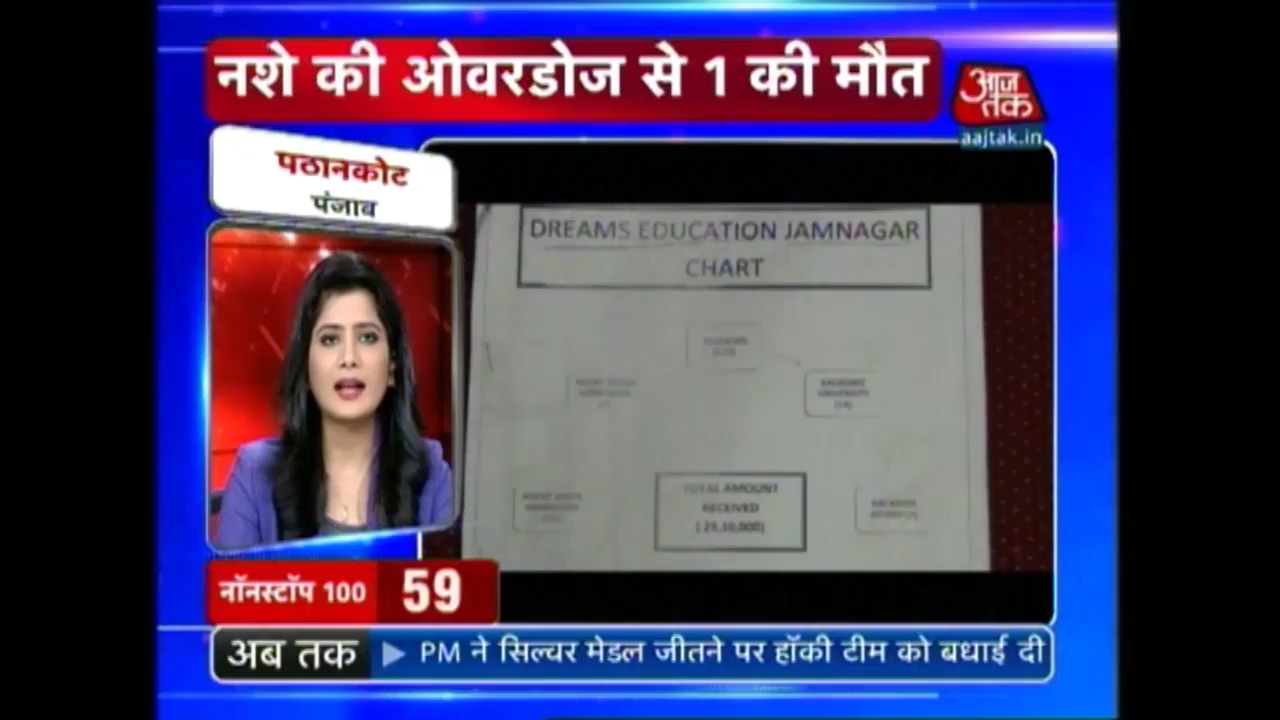 नशे की ओवरडोज से 1 की मौत
आज तक
aajtak.in
पठानकोट
पंजाब
DREAMS EDUCATION JAMNAGAR
CHART
TOTAL AMOUNT
RECEIVED
नॉनस्टॉप 100
59
अब तक
PM ने सिल्वर मेडल जीतने पर हॉकी टीम को बधाई दी